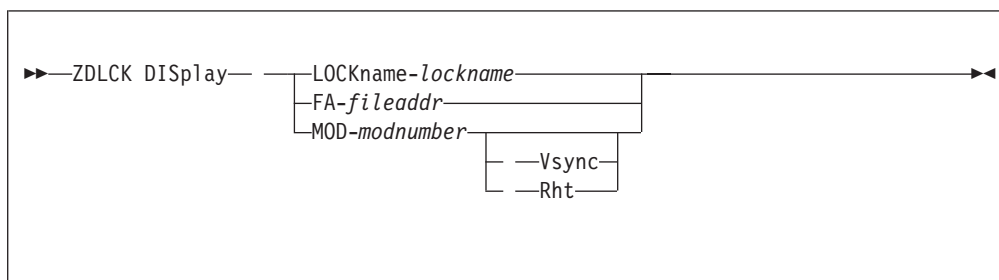 ZDLCK DISplay LOCKname-lockname
FA-fileaddr
MOD-modnumber
Vsync
Rht